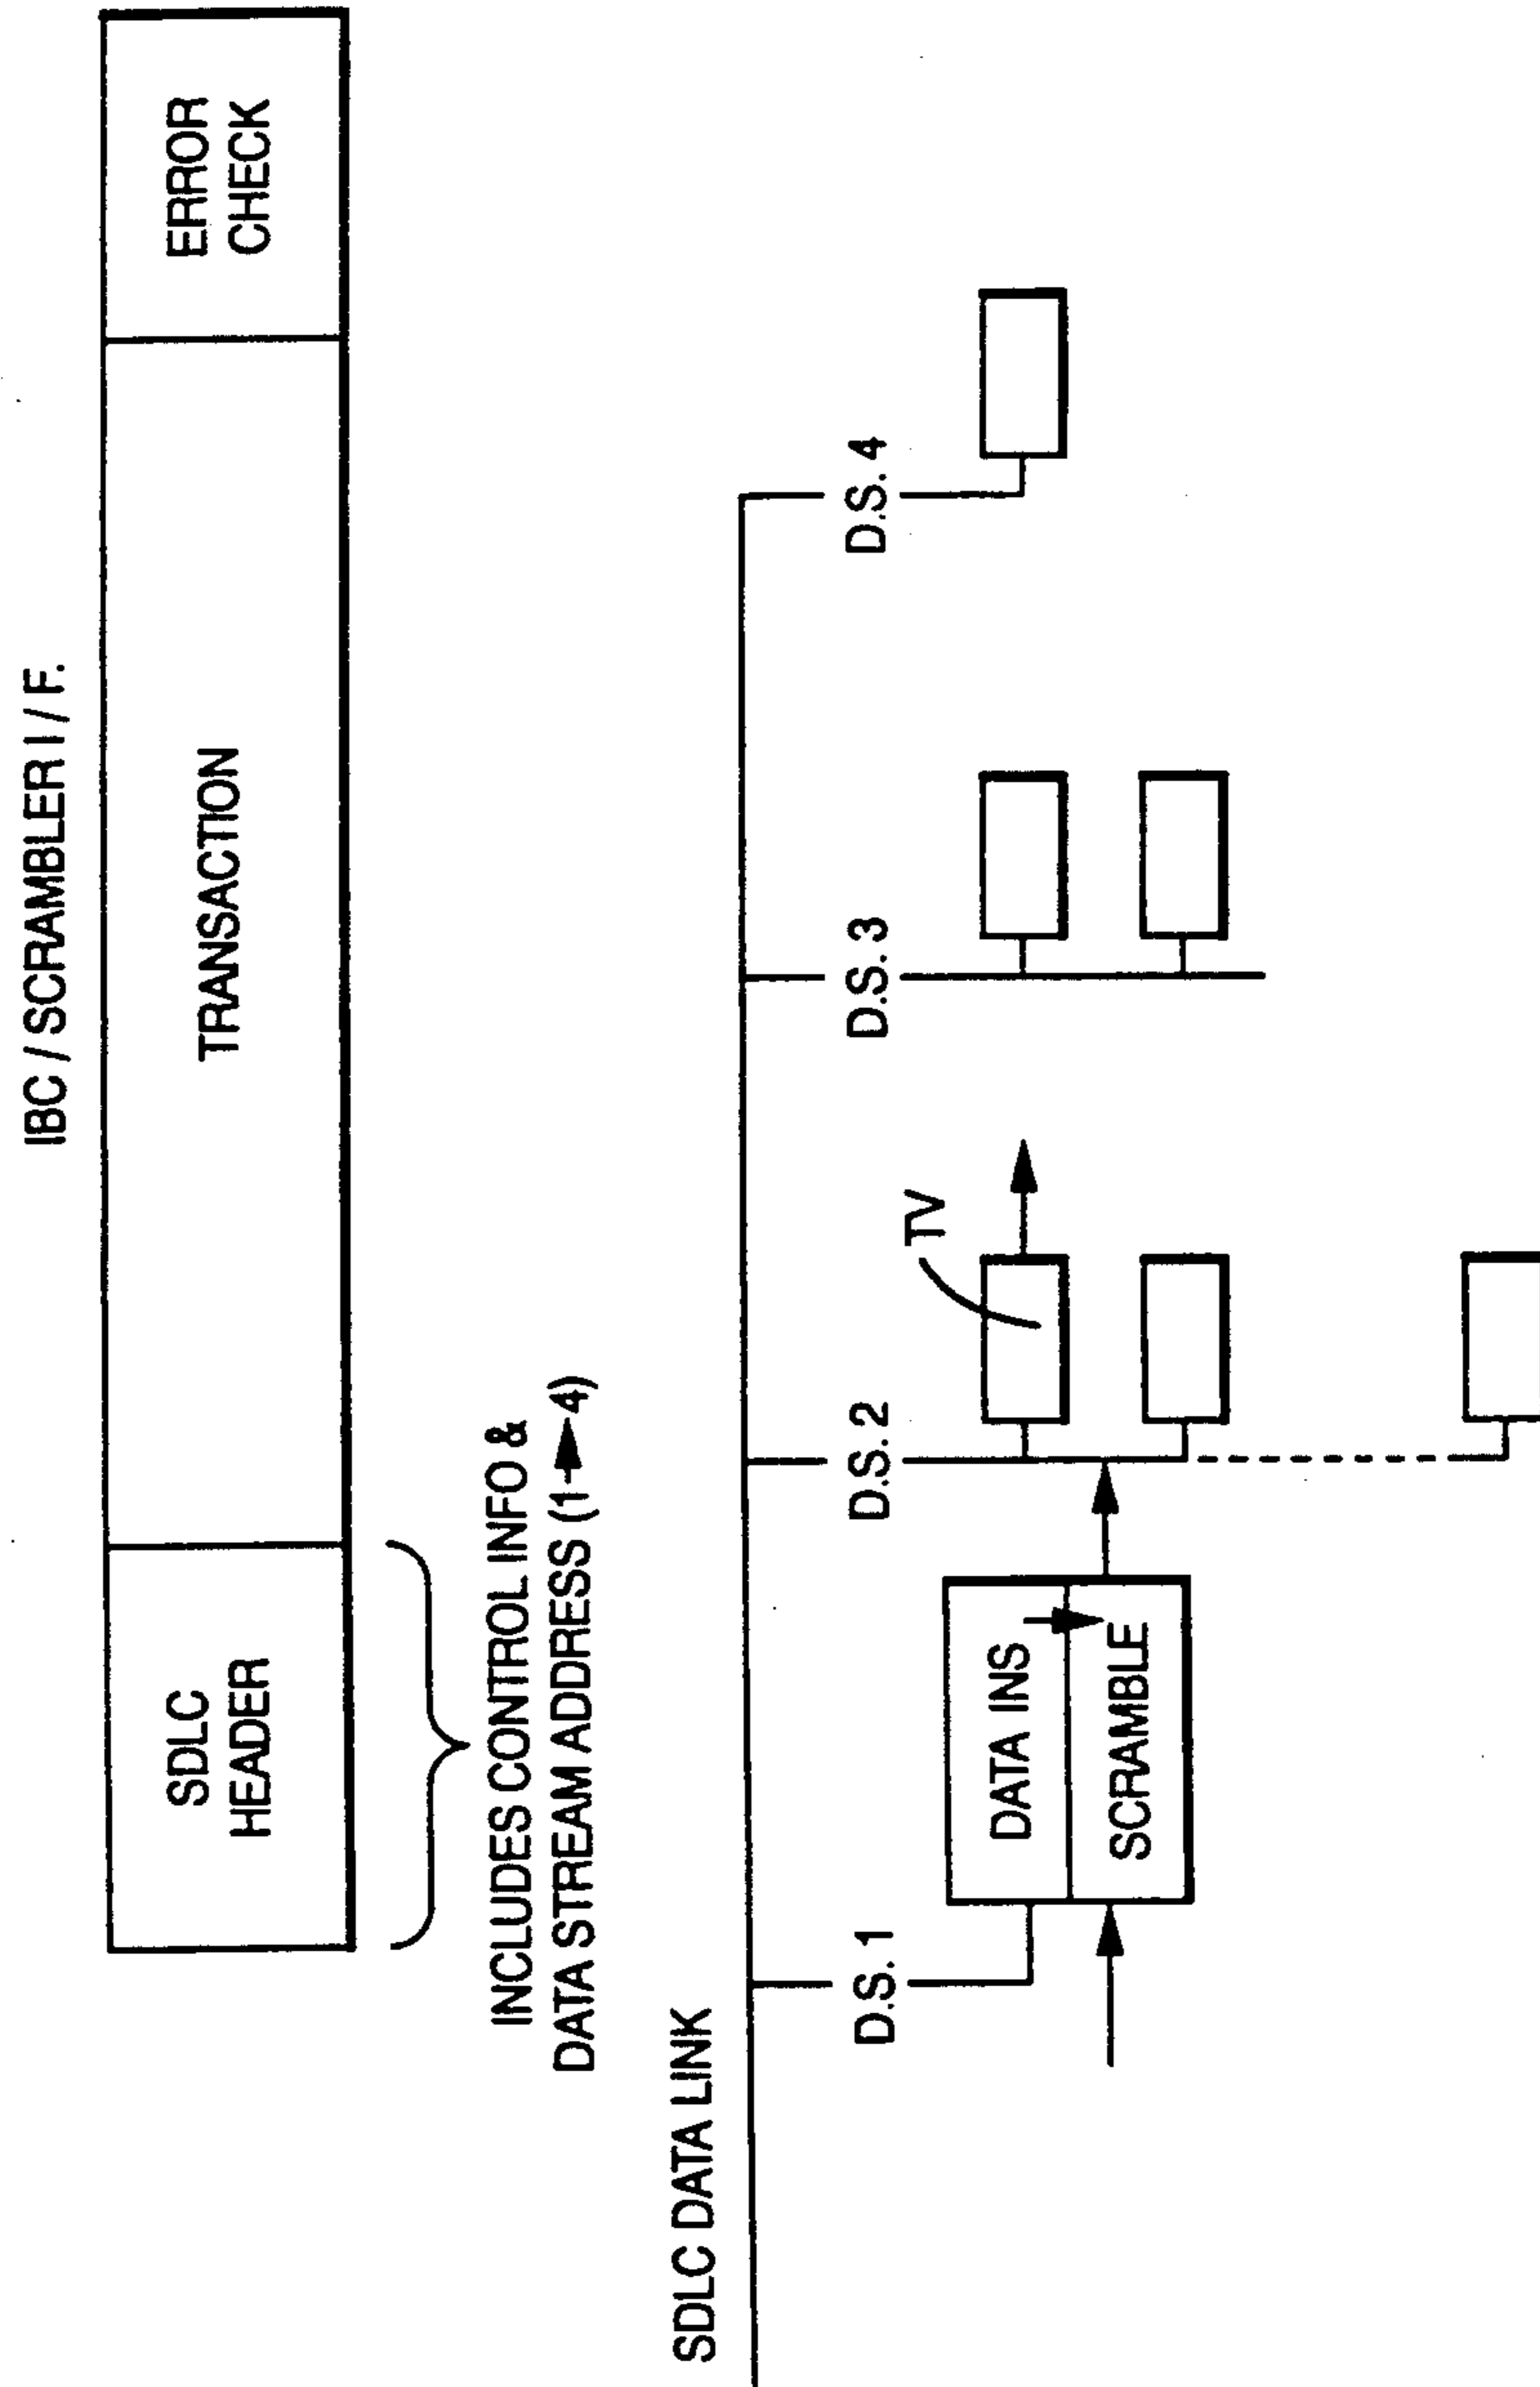 IBC / SCRAMBLER I / F.
SDLC
HEADER
TRANSACTION
ERROR
CHECK
INCLUDES CONTROL INFO &
DATA STREAM ADDRESS (1→4)
SDLC DATA LINK
D.S. 1
D.S. 2
D.S. 3
D.S. 4
TV
DATA INS
SCRAMBLE